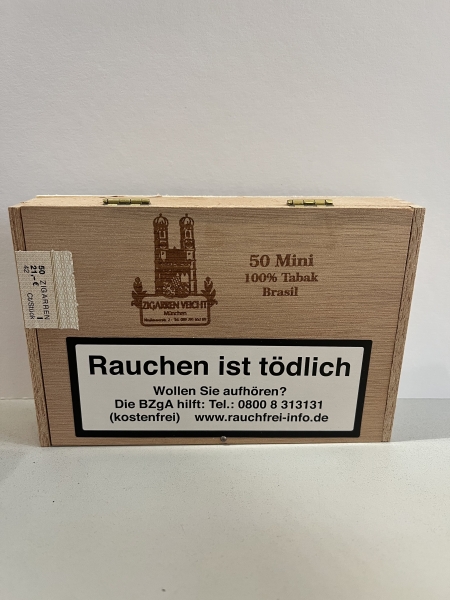 50 Mini
100% Tabak
Brasil
ZIGARREN VEICHT
München
50 ZIGARREN
21,- €
Rauchen ist tödlich
Wollen Sie aufhören?
Die BZgA hilft: Tel.: 0800 8 313131
(kostenfrei) www.rauchfrei-info.de